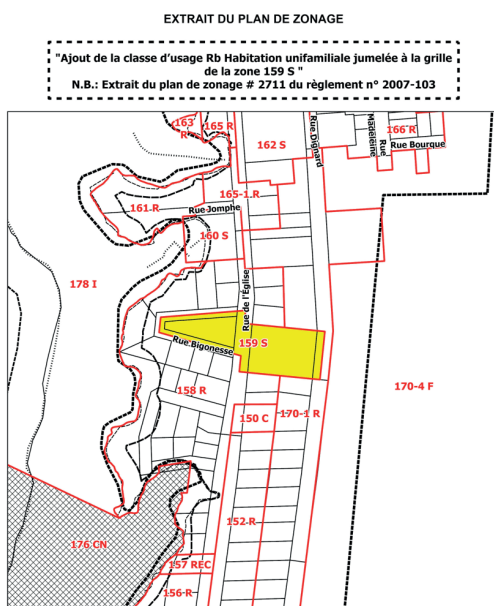 EXTRAIT DU PLAN DE ZONAGE
"Ajout de la classe d'usage Rb Habitation unifamiliale jumelée à la grille
de la zone 159 S "
N.B.: Extrait du plan de zonage # 2711 du règlement n° 2007-103
163
R
165 R
162 S
Rue Dignard
Madeleine
Rue
166 R
Rue Bourque
161 R
165-1 R
Rue Jomphe
160 S
178 I
Rue de l'Église
Rue Bigonesse
159 S
158 R
170-4 F
150 C
170-1 R
152 R
176 CN
157 REC
156 R